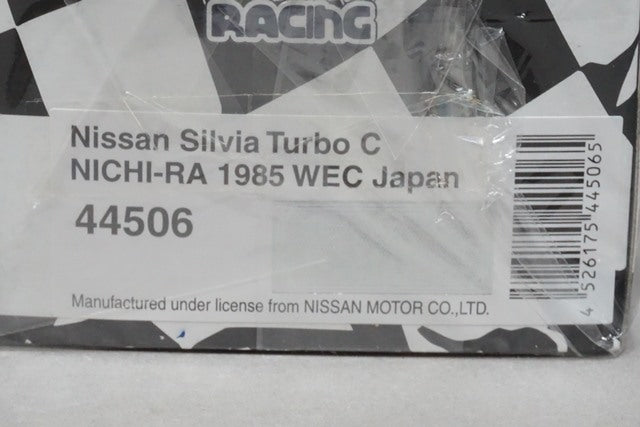 RACING
Nissan Silvia Turbo C
NICHI-RA 1985 WEC Japan
44506
Manufactured under license from NISSAN MOTOR CO.,LTD.
4 526175 445065